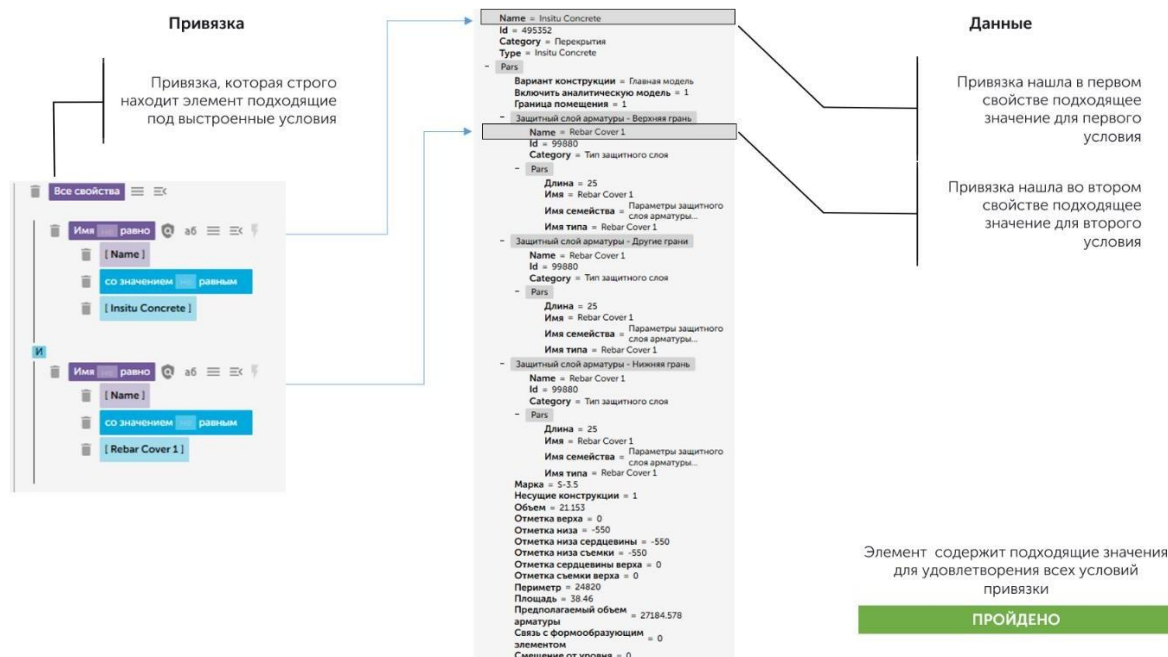 Привязка
Привязка, которая строго
находит элемент подходящие
под выстроенные условия
Все свойства
Имя не равно аб
[ Name ]
со значением не равным
[ Insitu Concrete ]
И
Имя не равно аб
[ Name ]
со значением не равным
[ Rebar Cover 1 ]
Name = Insitu Concrete
Id = 495352
Category = Перекрытия
Type = Insitu Concrete
- Pars
Вариант конструкции = Главная модель
Включить аналитическую модель = 1
Граница помещения = 1
- Защитный слой арматуры - Верхняя грань
Name = Rebar Cover 1
Id = 99880
Category = Тип защитного слоя
- Pars
Длина = 25
Имя = Rebar Cover 1
Имя семейства = Параметры защитного
слоя арматуры...
Имя типа = Rebar Cover 1
- Защитный слой арматуры - Другие грани
Name = Rebar Cover 1
Id = 99880
Category = Тип защитного слоя
- Pars
Длина = 25
Имя = Rebar Cover 1
Имя семейства = Параметры защитного
слоя арматуры...
Имя типа = Rebar Cover 1
- Защитный слой арматуры - Нижняя грань
Name = Rebar Cover 1
Id = 99880
Category = Тип защитного слоя
- Pars
Длина = 25
Имя = Rebar Cover 1
Имя семейства = Параметры защитного
слоя арматуры...
Имя типа = Rebar Cover 1
Марка = S-3.5
Несущие конструкции = 1
Объем = 21.153
Отметка верха = 0
Отметка низа = -550
Отметка низа сердцевины = -550
Отметка низа съемки = -550
Отметка сердцевины верха = 0
Отметка съемки верха = 0
Периметр = 24820
Площадь = 38.46
Предполагаемый объем
арматуры = 27184.578
Связь с формообразующим
элементом = 0
Смещение от уровня = 0
Данные
Привязка нашла в первом
свойстве подходящее
значение для первого
условия
Привязка нашла во втором
свойстве подходящее
значение для второго
условия
Элемент содержит подходящие значения
для удовлетворения всех условий
привязки
ПРОЙДЕНО